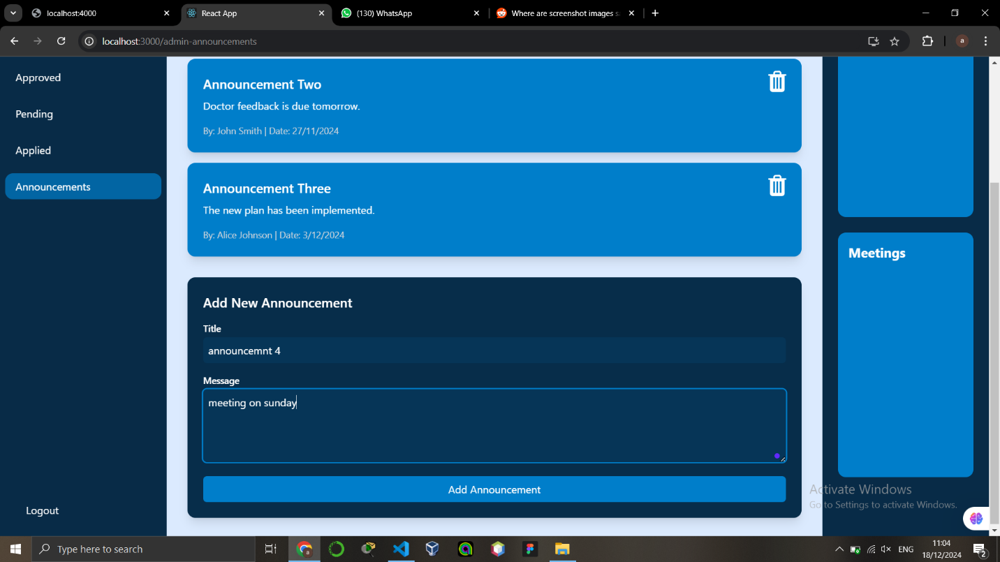 localhost:4000
React App
(130) WhatsApp
Where are screenshot images s
localhost:3000/admin-announcements
a
Approved
Pending
Applied
Announcements
Logout
Announcement Two
Doctor feedback is due tomorrow.
By: John Smith | Date: 27/11/2024
Announcement Three
The new plan has been implemented.
By: Alice Johnson | Date: 3/12/2024
Add New Announcement
Title
announcemnt 4
Message
meeting on sunday
Add Announcement
Meetings
Activate Windows
Go to Settings to activate Windows.
Type here to search
ENG
11:04
18/12/2024
2